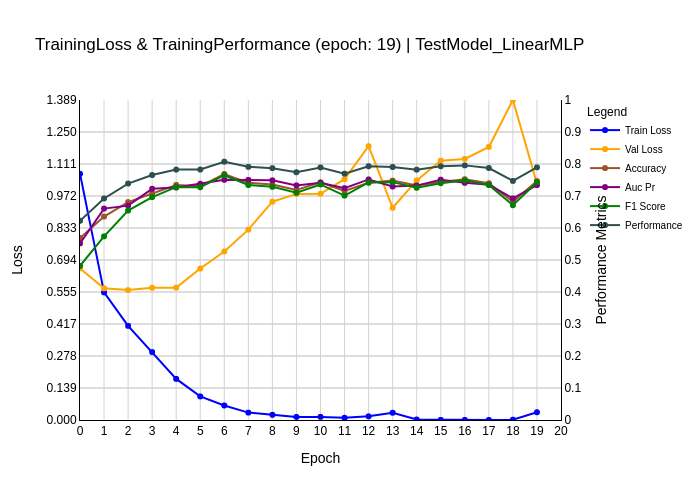 TrainingLoss & TrainingPerformance (epoch: 19) | TestModel_LinearMLP
Legend
Train Loss
Val Loss
Accuracy
Auc Pr
F1 Score
Performance
1.389
1.250
1.111
0.972
0.833
0.694
0.555
0.417
0.278
0.139
0.000
Loss
1
0.9
0.8
0.7
0.6
0.5
0.4
0.3
0.2
0.1
0
Performance Metrics
0 1 2 3 4 5 6 7 8 9 10 11 12 13 14 15 16 17 18 19 20
Epoch